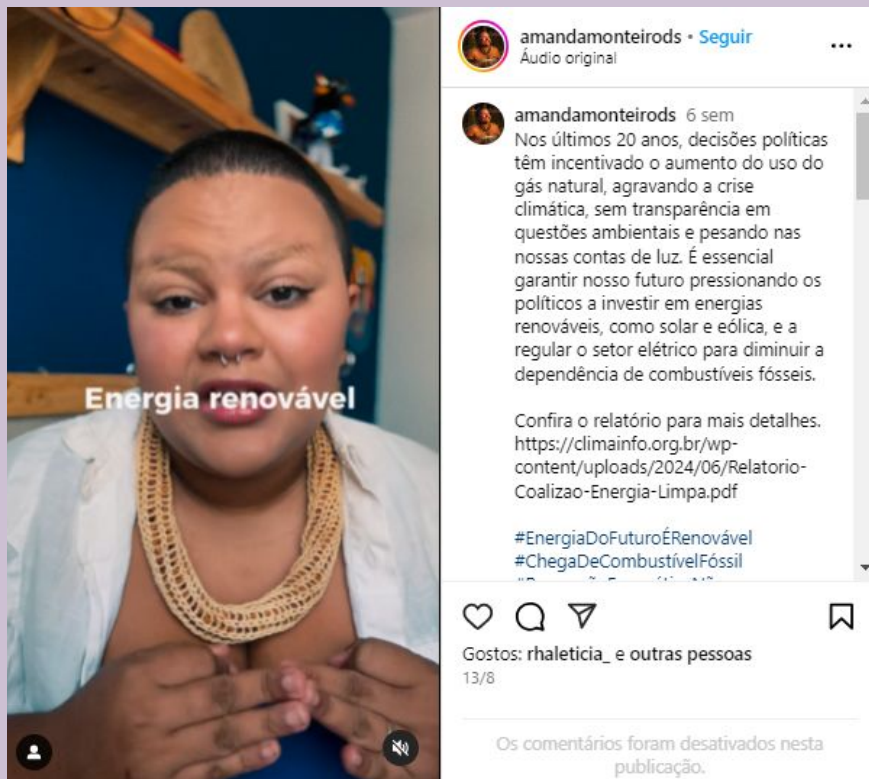 Energia renovável
amandamonteirods • Seguir
Áudio original
amandamonteirods 6 sem
Nos últimos 20 anos, decisões políticas
têm incentivado o aumento do uso do
gás natural, agravando a crise
climática, sem transparência em
questões ambientais e pesando nas
nossas contas de luz. É essencial
garantir nosso futuro pressionando os
políticos a investir em energias
renováveis, como solar e eólica, e a
regular o setor elétrico para diminuir a
dependência de combustíveis fósseis.
Confira o relatório para mais detalhes.
https://climainfo.org.br/wp-
content/uploads/2024/06/Relatorio-
Coalizao-Energia-Limpa.pdf
#EnergiaDoFuturoÉRenovável
#ChegaDeCombustívelFóssil
Gostos: rhaleticia_ e outras pessoas
13/8
Os comentários foram desativados nesta
publicação.